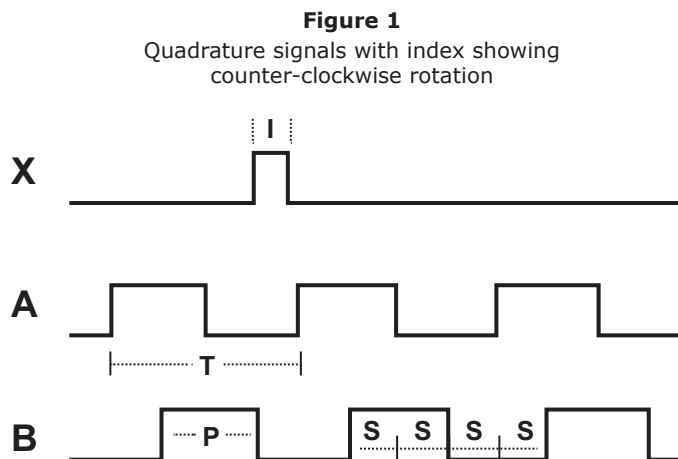 Figure 1
Quadrature signals with index showing
counter-clockwise rotation
I
X
A
T
B
P
S S S S